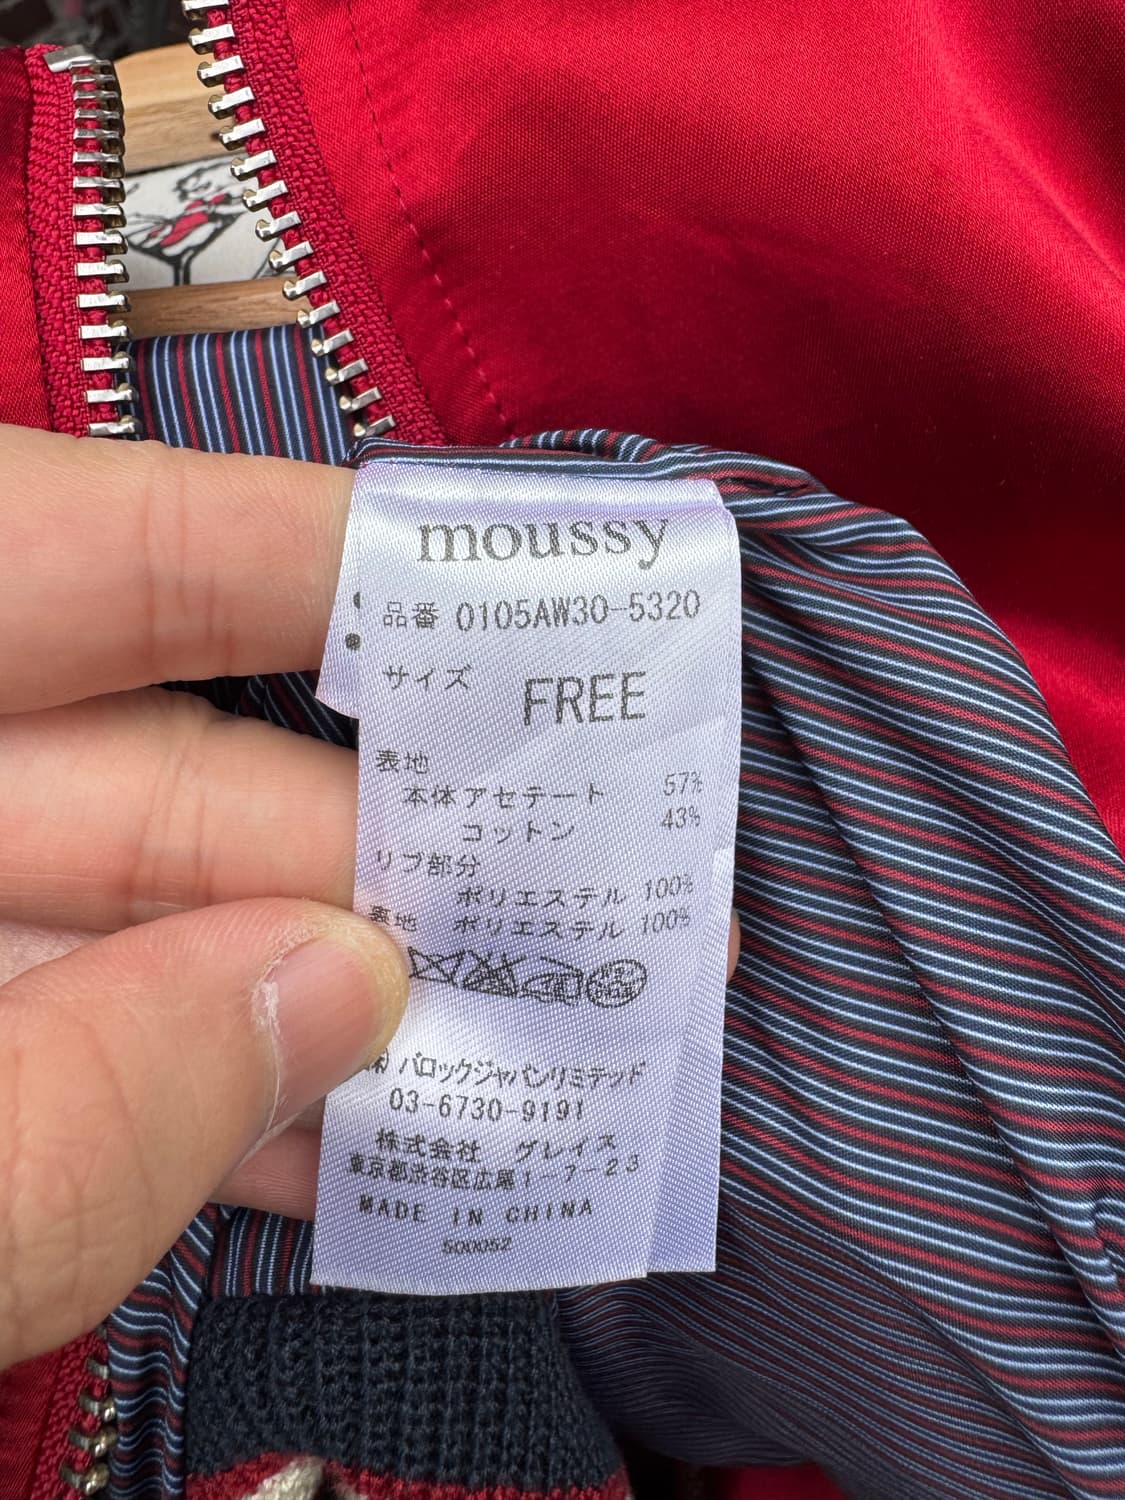 moussy
品番 0105AW30-5320
サイズ FREE
表地
本体アセテート 57%
コットン 43%
リブ部分
ポリエステル 100%
裏地 ポリエステル 100%
株) バロックジャパンリミテッド
03-6730-9191
株式会社 グレイス
東京都渋谷区広尾1-7-23
MADE IN CHINA
500052